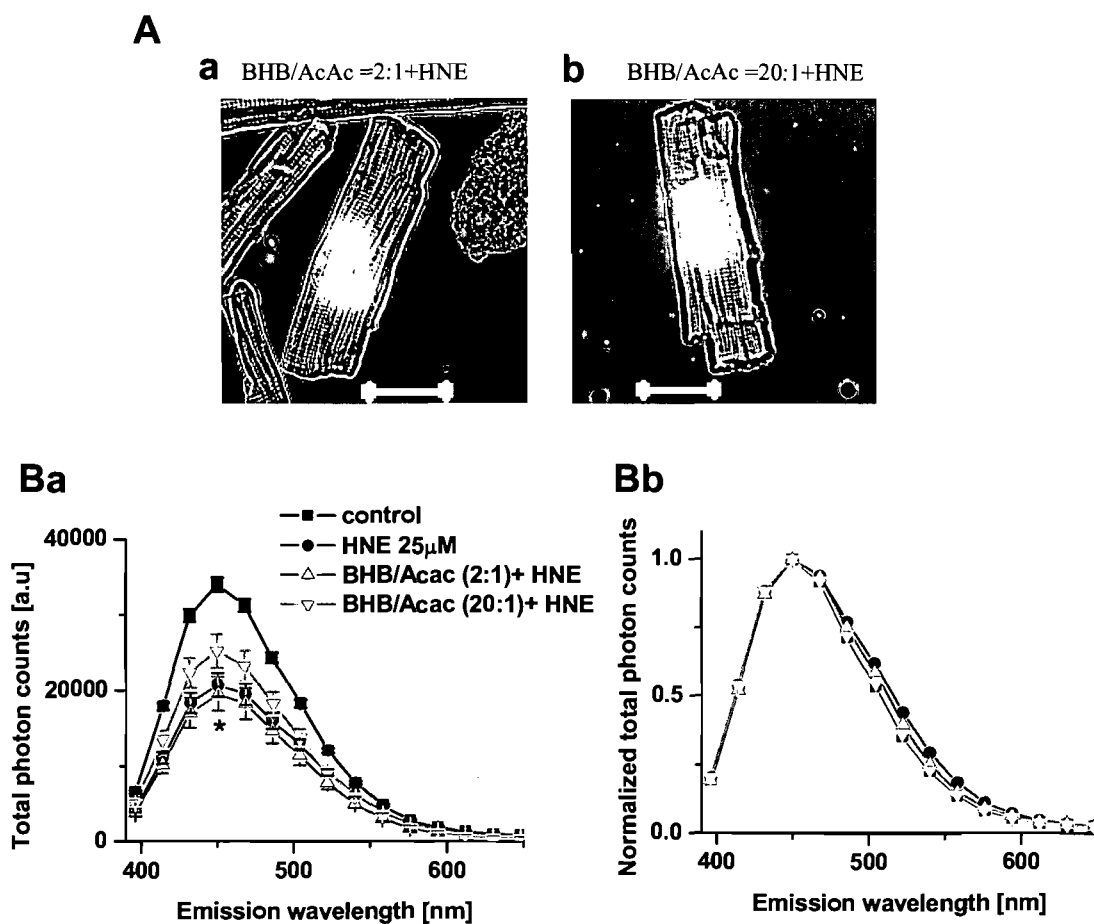 A
a BHB/AcAc =2:1+HNE
b BHB/AcAC =20:1+HNE
Ba
Total photon counts [a.u]
40000
20000
0
control
HNE 25μM
BHB/Acac (2:1)+ HNE
BHB/Acac (20:1)+ HNE
*
400 500 600
Emission wavelength [nm]
Bb
Normalized total photon counts
1.0
0.5
0.0
400 500 600
Emission wavelength [nm]